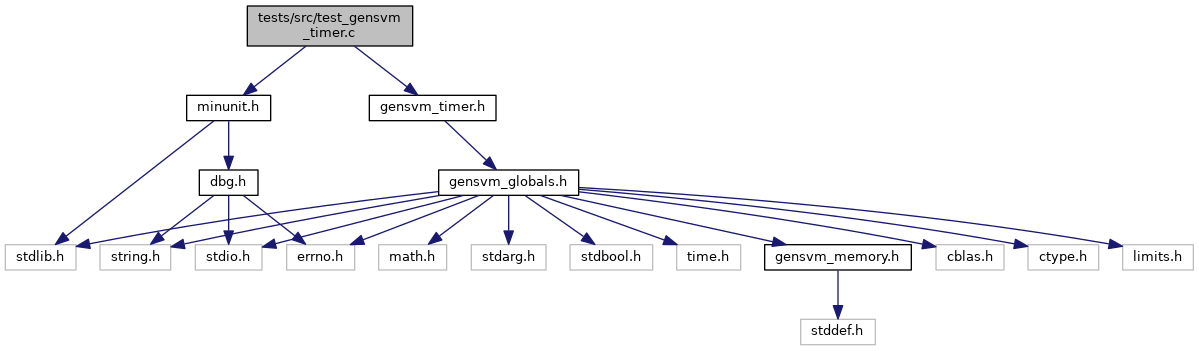 tests/src/test_gensvm
_timer.c
minunit.h
gensvm_timer.h
dbg.h
gensvm_globals.h
stdlib.h
string.h
stdio.h
errno.h
math.h
stdarg.h
stdbool.h
time.h
gensvm_memory.h
cblas.h
ctype.h
limits.h
stddef.h